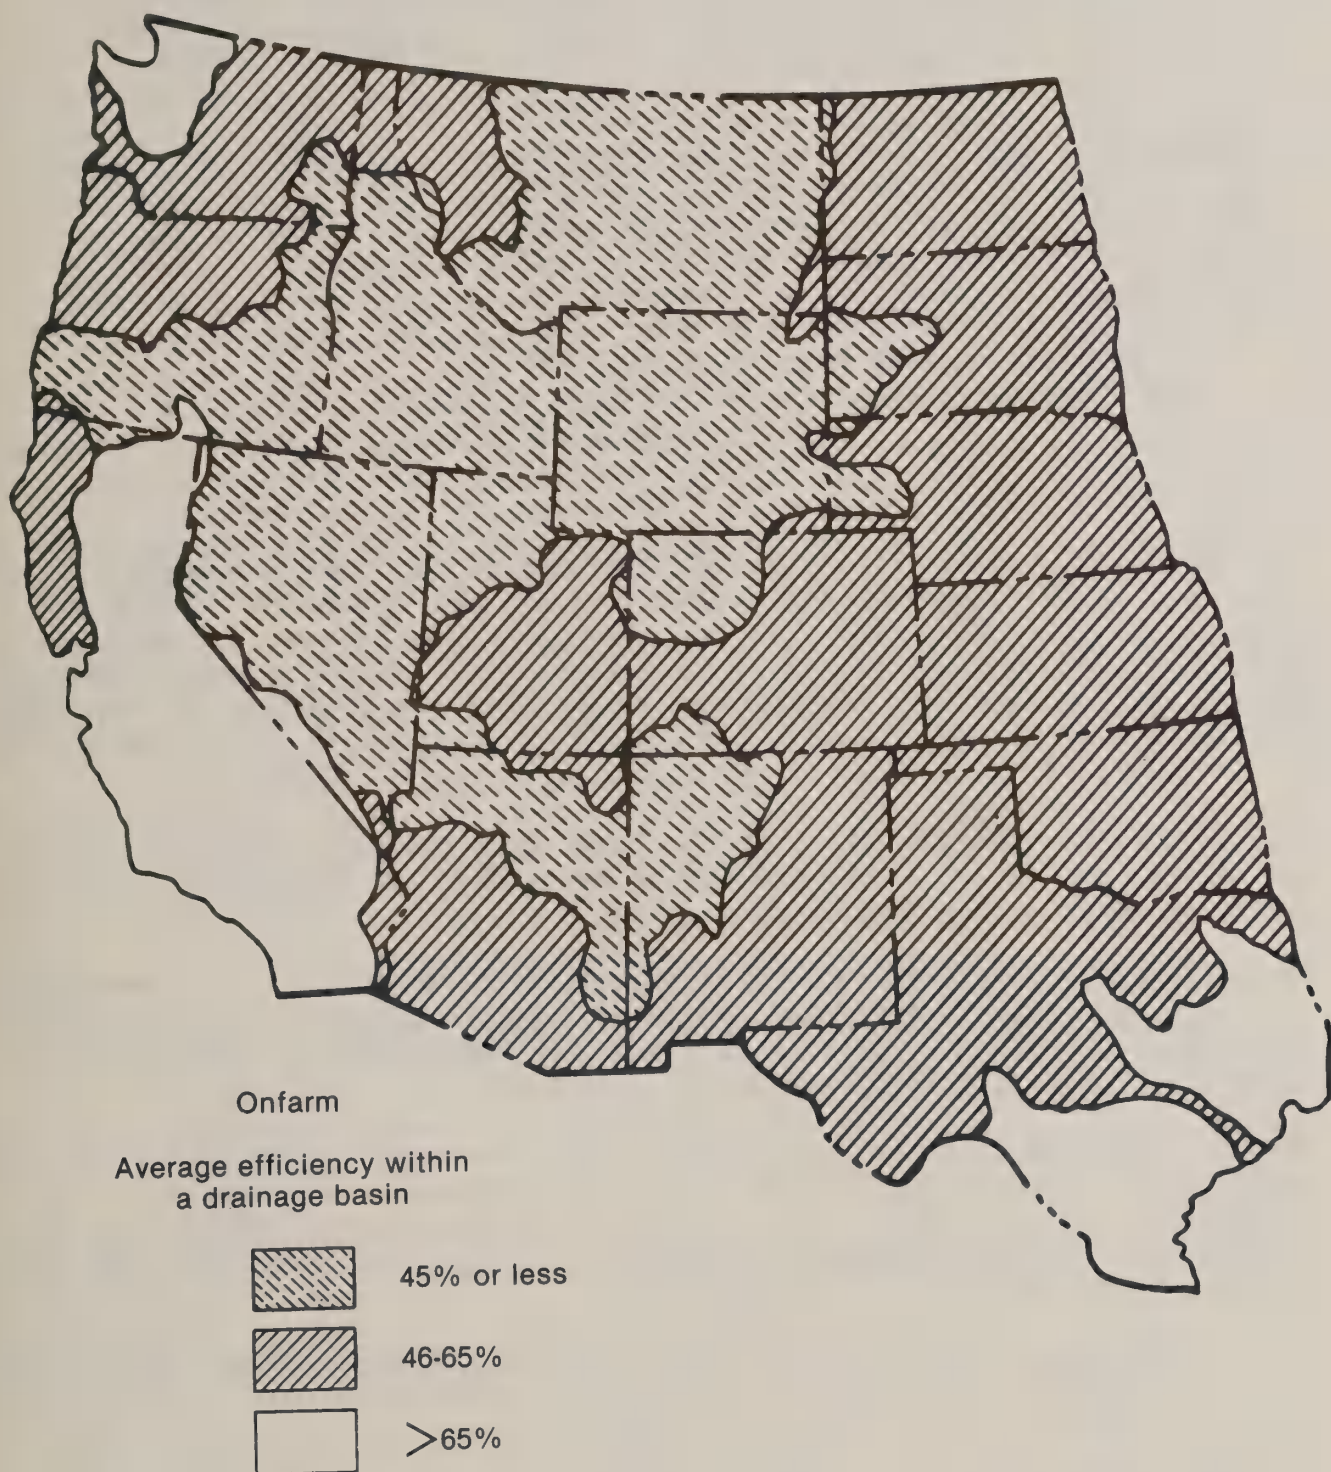 Onfarm
Average efficiency within
a drainage basin
45% or less
46-65%
>65%